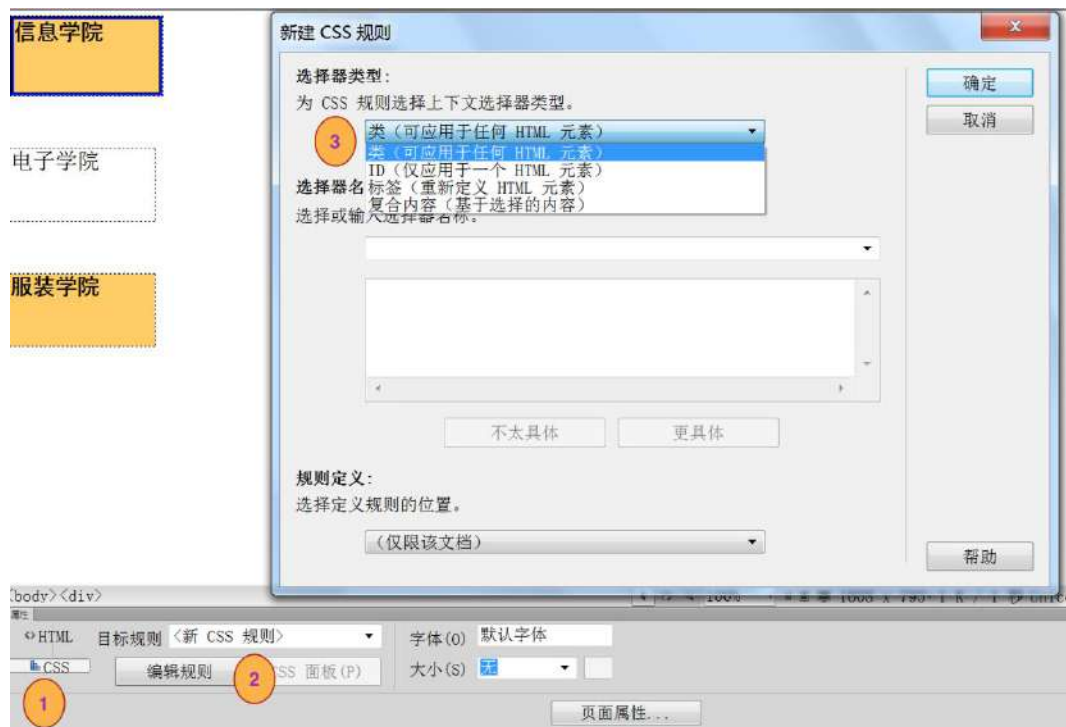 信息学院
电子学院
服装学院
新建 CSS 规则
x
选择器类型:
为 CSS 规则选择上下文选择器类型。
3
类（可应用于任何 HTML 元素）
类（可应用于任何 HTML 元素）
ID（仅应用于一个 HTML 元素）
标签（重新定义 HTML 元素）
复合内容（基于选择的内容）
选择器名
选择或输入选择器名称。
不太具体
更具体
规则定义:
选择定义规则的位置。
（仅限该文档）
确定
取消
帮助
<body><div>
100%
1 K / 1 秒
属性
<>HTML
目标规则 <新 CSS 规则>
字体(O) 默认字体
CSS
编辑规则
CSS 面板(P)
大小(S) 无
1
2
页面属性...